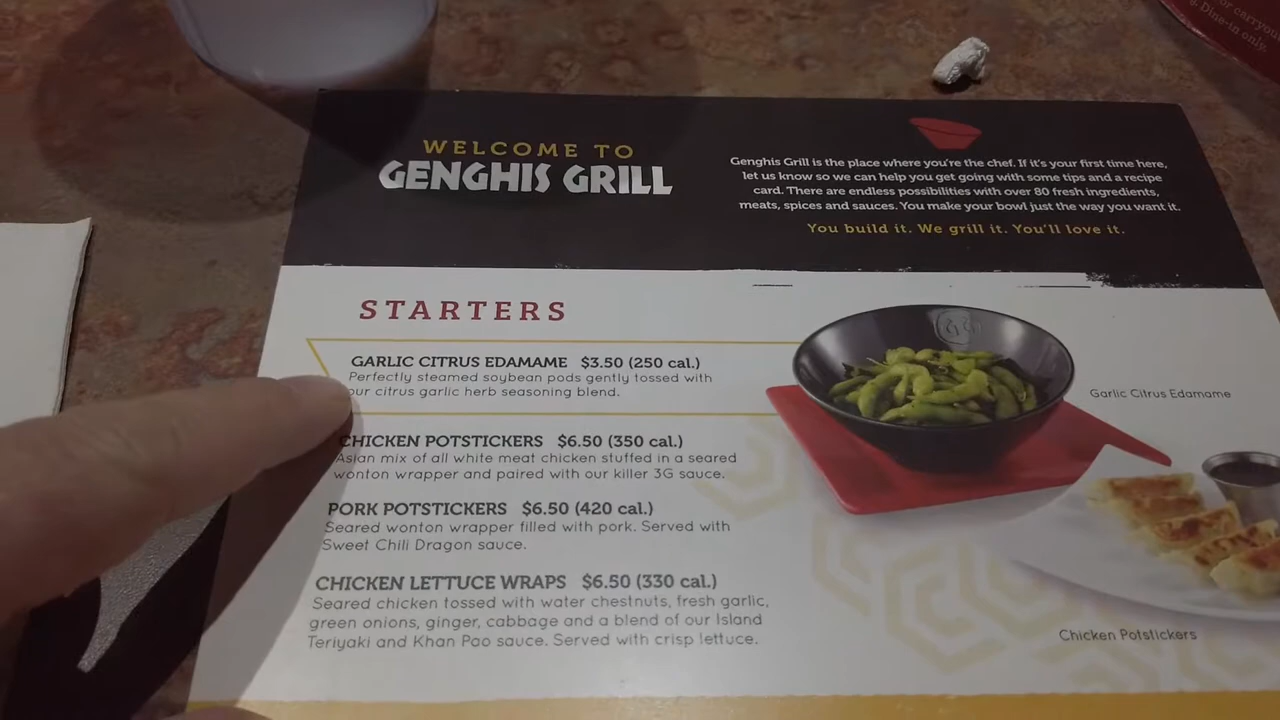 or carryou
g. Dine-in only.
WELCOME TO
GENGHIS GRILL
Genghis Grill is the place where you're the chef. If it's your first time here,
let us know so we can help you get going with some tips and a recipe
card. There are endless possibilities with over 80 fresh ingredients,
meats, spices and sauces. You make your bowl just the way you want it.
You build it. We grill it. You'll love it.
STARTERS
GARLIC CITRUS EDAMAME $3.50 (250 cal.)
Perfectly steamed soybean pods gently tossed with
our citrus garlic herb seasoning blend.
CHICKEN POTSTICKERS $6.50 (350 cal.)
Asian mix of all white meat chicken stuffed in a seared
wonton wrapper and paired with our killer 3G sauce.
PORK POTSTICKERS $6.50 (420 cal.)
Seared wonton wrapper filled with pork. Served with
Sweet Chili Dragon sauce.
CHICKEN LETTUCE WRAPS $6.50 (330 cal.)
Seared chicken tossed with water chestnuts, fresh garlic,
green onions, ginger, cabbage and a blend of our Island
Teriyaki and Khan Pao sauce. Served with crisp lettuce.
Garlic Citrus Edamame
Chicken Potstickers